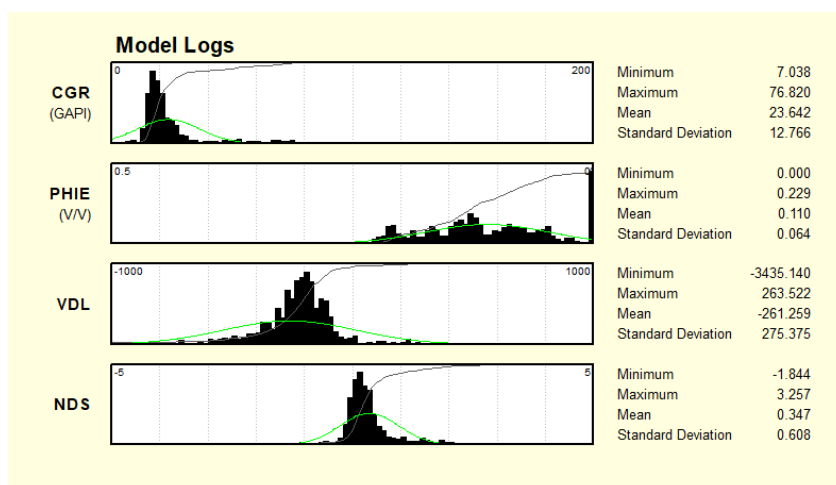 Model Logs
CGR
(GAPI)
0 200
Minimum 7.038
Maximum 76.820
Mean 23.642
Standard Deviation 12.766
PHIE
(V/V)
0.5 0
Minimum 0.000
Maximum 0.229
Mean 0.110
Standard Deviation 0.064
VDL
-1000 1000
Minimum -3435.140
Maximum 263.522
Mean -261.259
Standard Deviation 275.375
NDS
-5 5
Minimum -1.844
Maximum 3.257
Mean 0.347
Standard Deviation 0.608